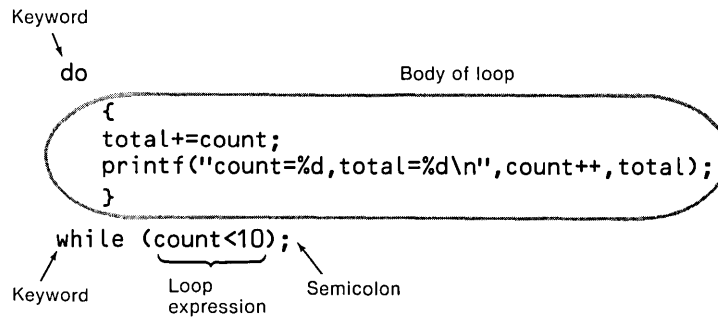 Keyword
do
Body of loop
{
total+=count;
printf("count=%d,total=%d\n",count++,total);
}
while (count<10);
Keyword
Loop
expression
Semicolon